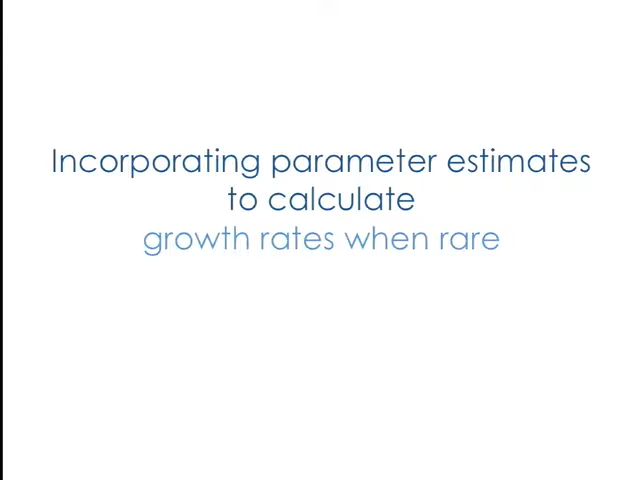 Incorporating parameter estimates
to calculate
growth rates when rare